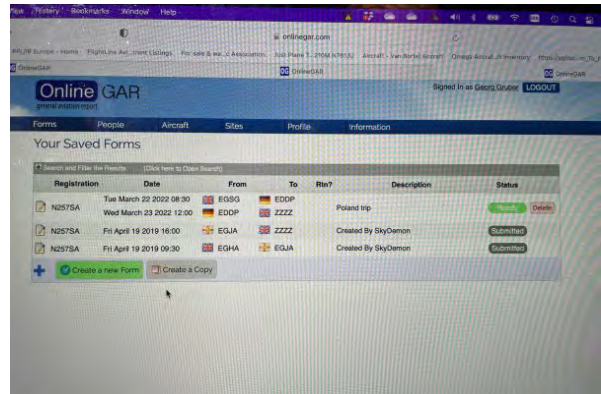 History Bookmarks Window Help
onlinegar.com
Europe - Home
OnlineGAR
OnlineGAR
OnlineGAR
Online GAR
general aviation report
Signed in as Georg Gruber LOGOUT
Forms People Aircraft Sites Profile Information
Your Saved Forms
Search and Filter the Results (Click here to Open Search)
Registration Date From To Rtn? Description Status
N257SA Tue March 22 2022 08:30 EGSG EDDP Poland trip Ready Delete
Wed March 23 2022 12:00 EDDP ZZZZ
N257SA Fri April 19 2019 16:00 EGJA ZZZZ Created By SkyDemon Submitted
N257SA Fri April 19 2019 09:30 EGHA EGJA Created By SkyDemon Submitted
Create a new Form Create a Copy